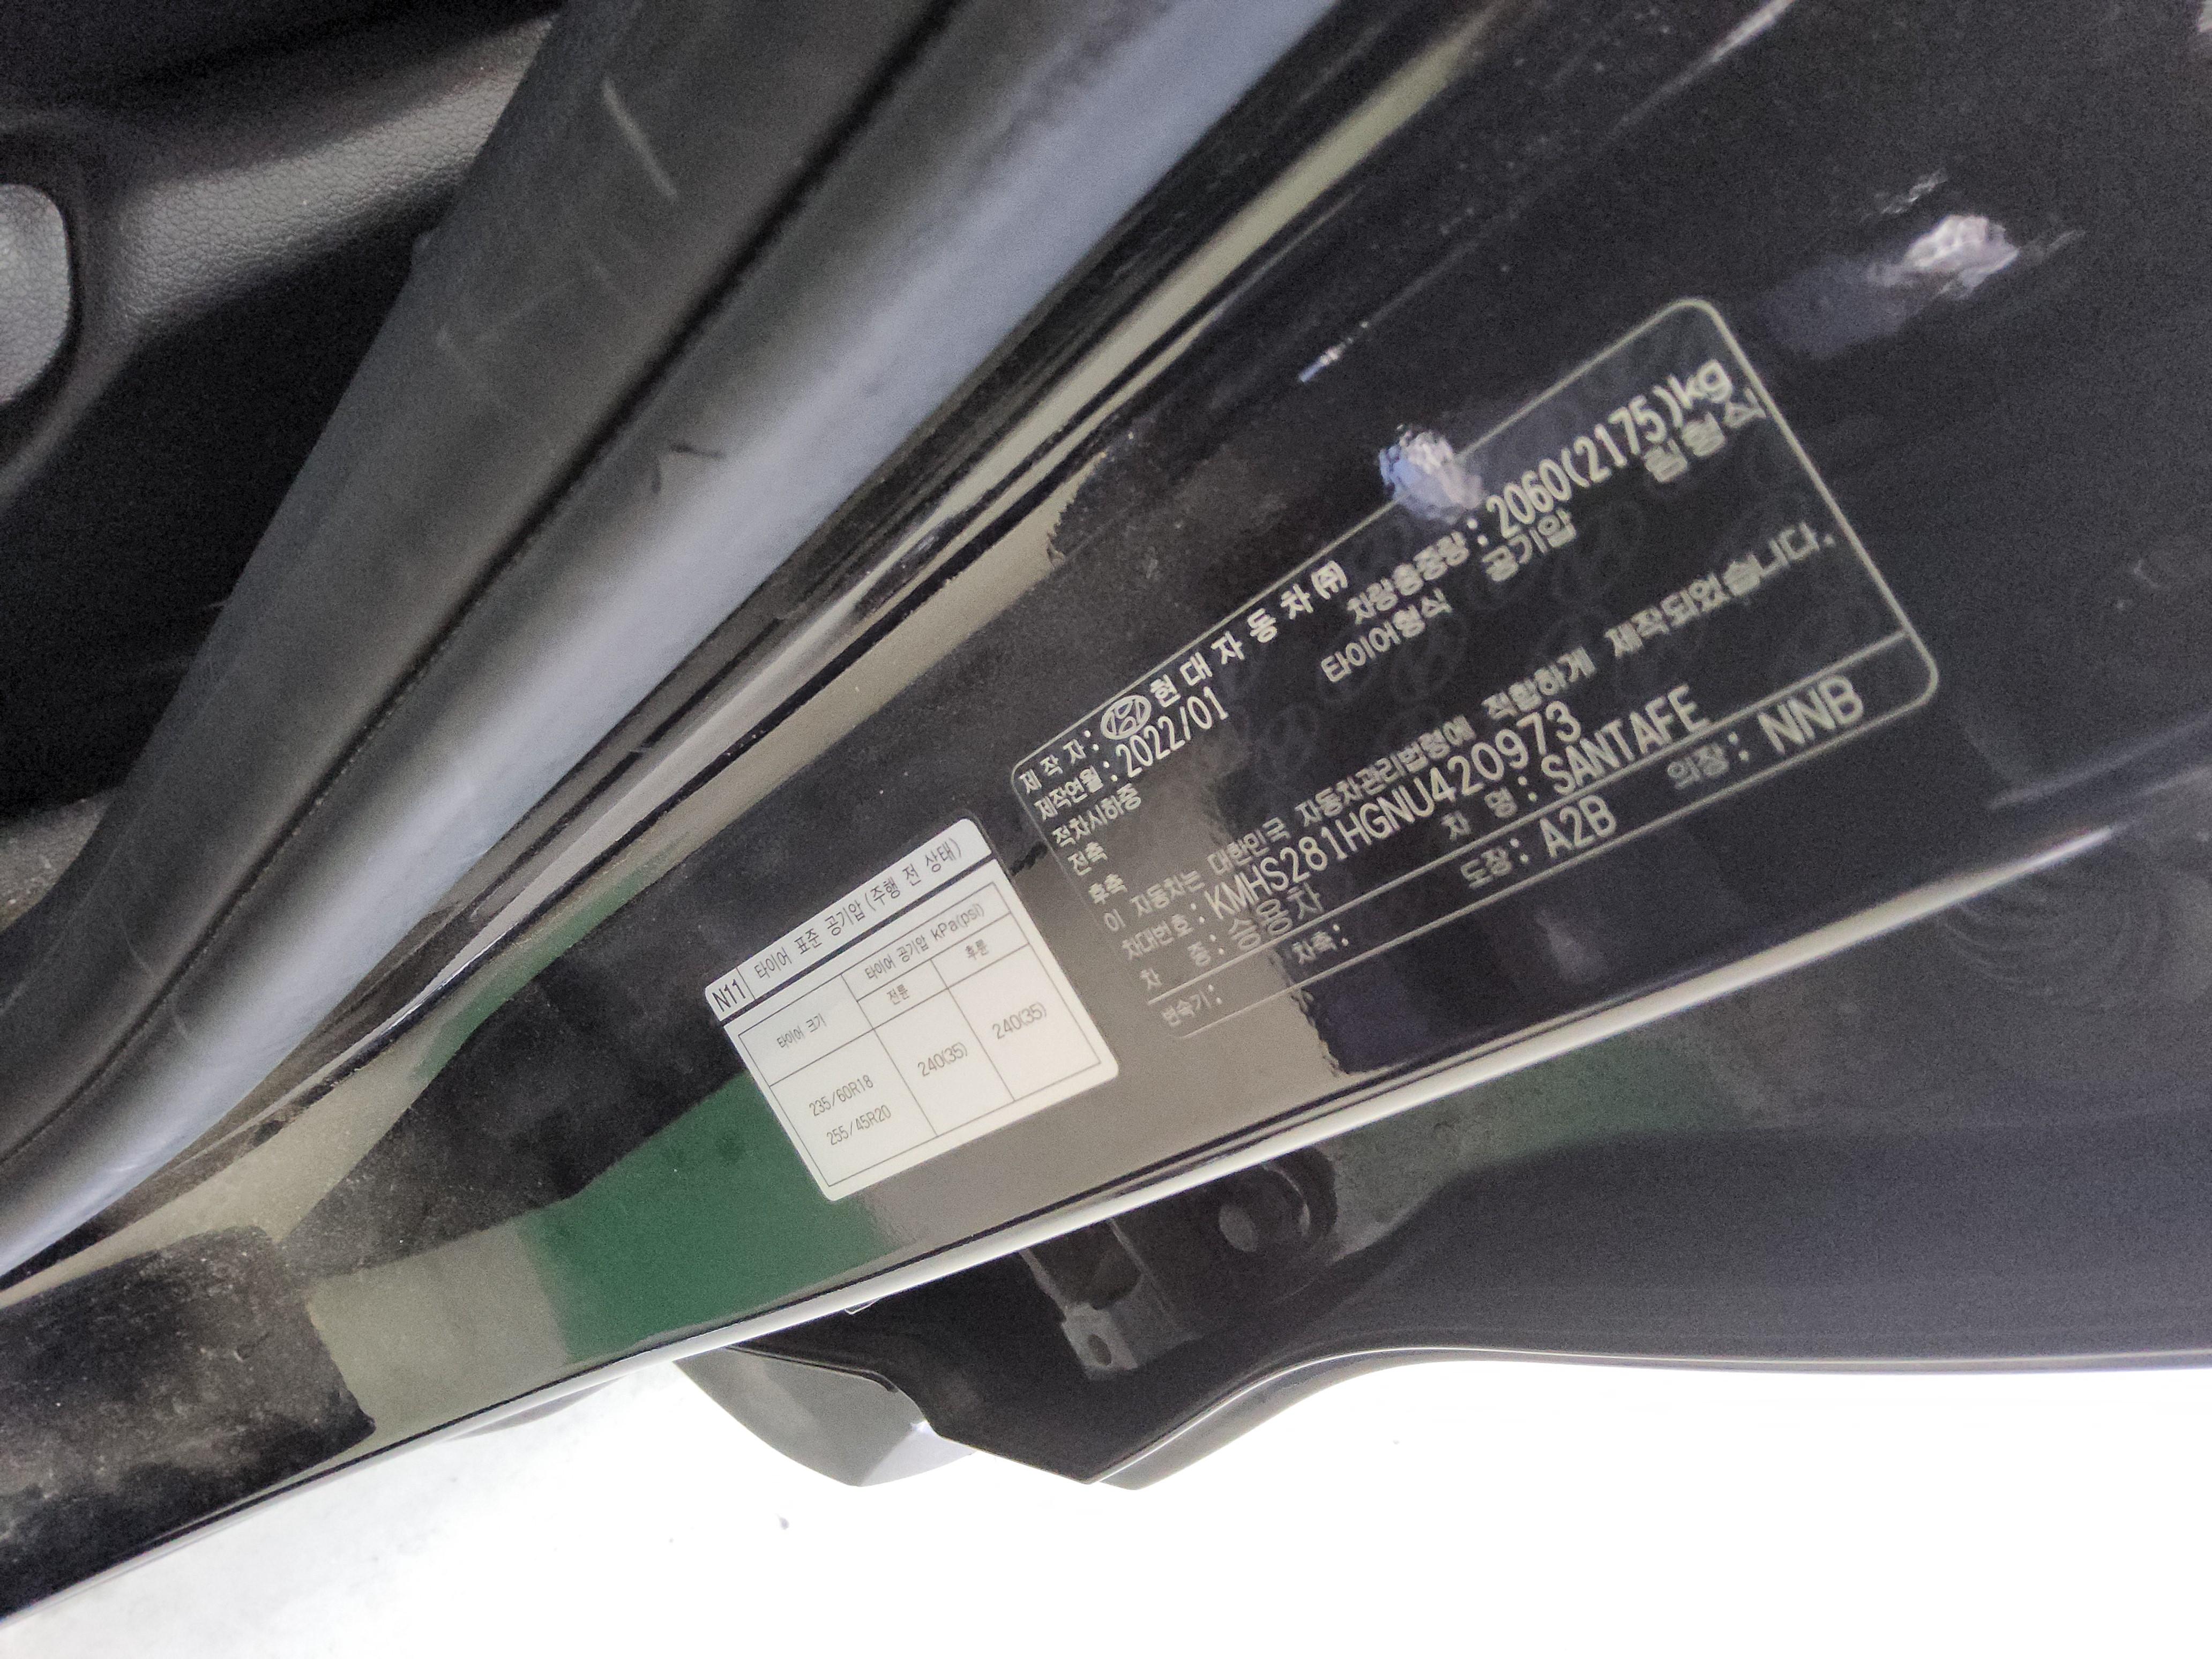 제 작 자 : 현 대 자 동 차 ㈜
제작연월 : 2022/01 차량총중량 : 2060(2175)kg
적차시하중 타이어형식 공기압 림형식
전축
후축
이 자동차는 대한민국 자동차관리법령에 적합하게 제작되었습니다.
차대번호 : KMHS281HGNU420973
차 종 : 승용차 차 명 : SANTAFE
변속기 : 차축 : 도장 : A2B 의장 : NNB
N11 타이어 표준 공기압 (주행 전 상태)
타이어 크기 타이어 공기압 kPa(psi)
전륜 후륜
235/60R18 240(35) 240(35)
255/45R20